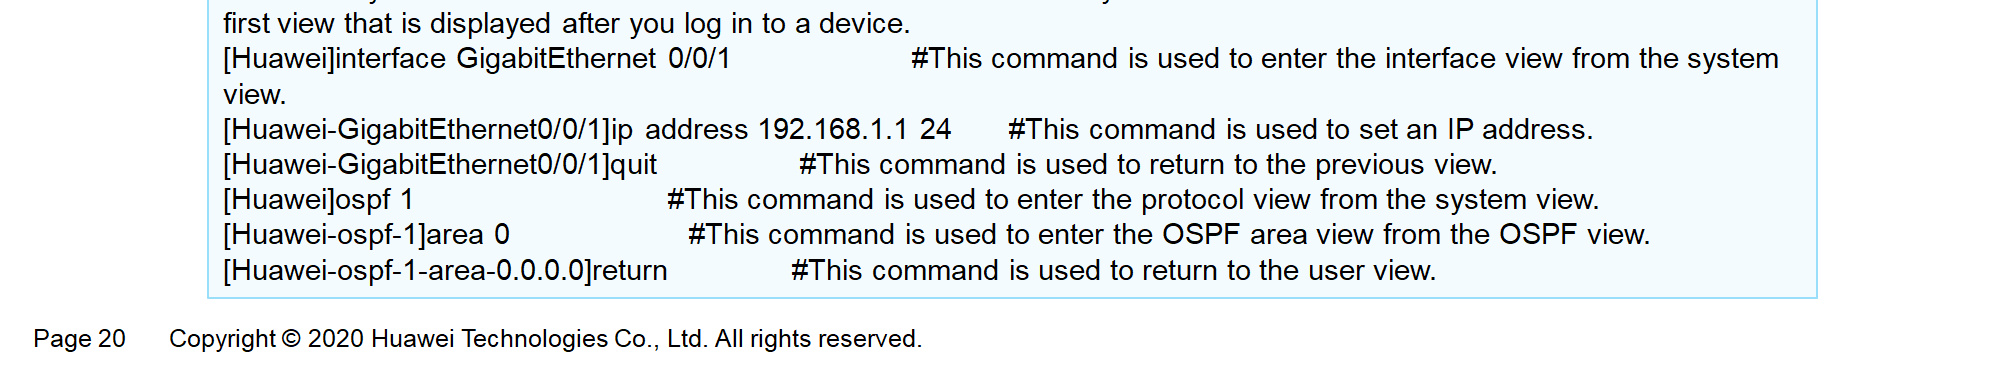 first view that is displayed after you log in to a device.
[Huawei]interface GigabitEthernet 0/0/1 #This command is used to enter the interface view from the system
view.
[Huawei-GigabitEthernet0/0/1]ip address 192.168.1.1 24 #This command is used to set an IP address.
[Huawei-GigabitEthernet0/0/1]quit #This command is used to return to the previous view.
[Huawei]ospf 1 #This command is used to enter the protocol view from the system view.
[Huawei-ospf-1]area 0 #This command is used to enter the OSPF area view from the OSPF view.
[Huawei-ospf-1-area-0.0.0.0]return #This command is used to return to the user view.
Page 20 Copyright © 2020 Huawei Technologies Co., Ltd. All rights reserved.